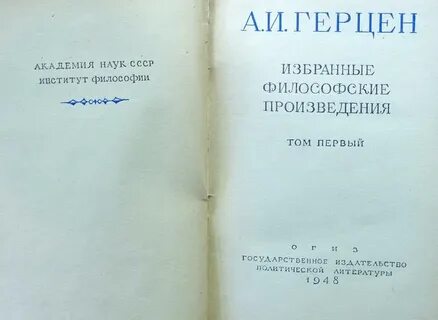 АКАДЕМИЯ НАУК СССР
ИНСТИТУТ ФИЛОСОФИИ
А.И.ГЕРЦЕН
ИЗБРАННЫЕ
ФИЛОСОФСКИЕ
ПРОИЗВЕДЕНИЯ
ТОМ ПЕРВЫЙ
ОГИЗ
ГОСУДАРСТВЕННОЕ ИЗДАТЕЛЬСТВО
ПОЛИТИЧЕСКОЙ ЛИТЕРАТУРЫ
1948